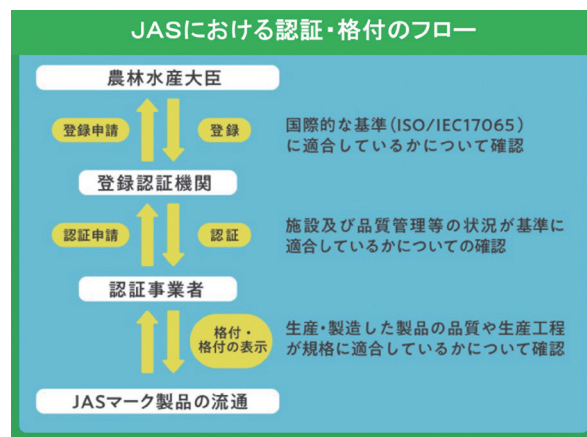 JASにおける認証・格付のフロー
農林水産大臣
登録申請
登録
国際的な基準(ISO/IEC17065)
に適合しているかについて確認
登録認証機関
認証申請
認証
施設及び品質管理等の状況が基準に
適合しているかについての確認
認証事業者
格付・
格付の表示
生産・製造した製品の品質や生産工程
が規格に適合しているかについて確認
JASマーク製品の流通